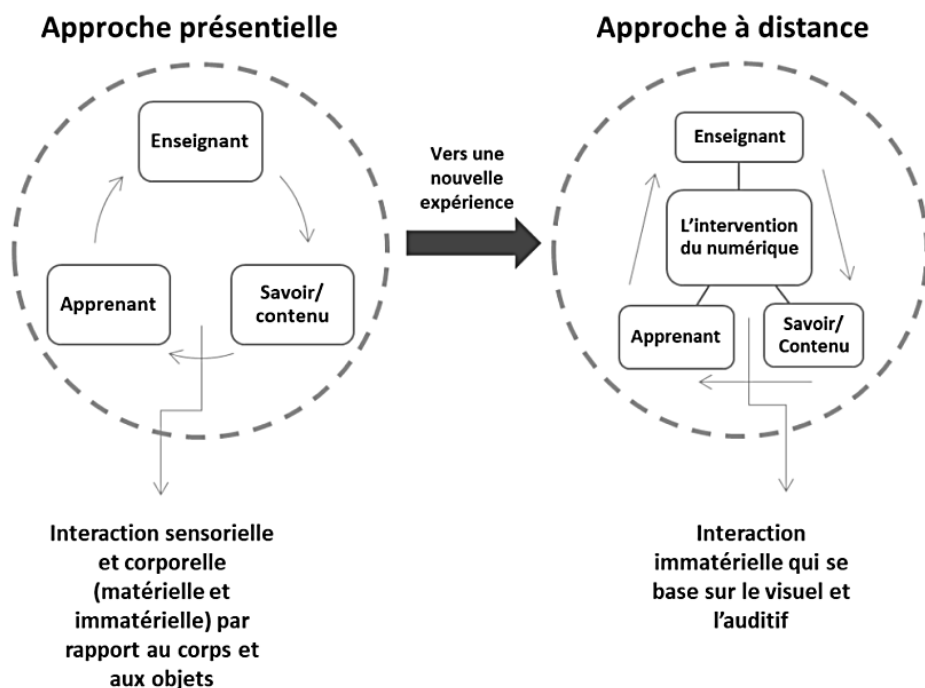 Approche présentielle
Enseignant
Apprenant
Savoir/
contenu
Interaction sensorielle
et corporelle
(matérielle et
immatérielle) par
rapport au corps et
aux objets
Vers une
nouvelle
expérience
Approche à distance
Enseignant
L'intervention
du numérique
Apprenant
Savoir/
Contenu
Interaction
immatérielle qui se
base sur le visuel et
l'auditif